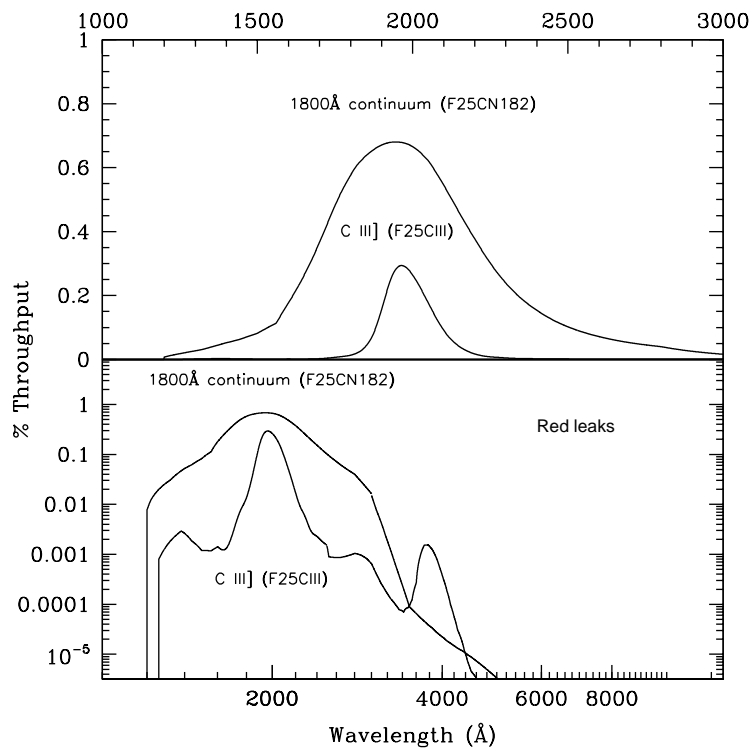 1000 1500 2000 2500 3000
1
0.8
0.6
0.4
0.2
0
1800Å continuum (F25CN182)
C III] (F25CIII)
% Throughput
1800Å continuum (F25CN182)
Red leaks
1
0.1
0.01
0.001
0.0001
10⁻⁵
C III] (F25CIII)
2000 4000 6000 8000
Wavelength (Å)